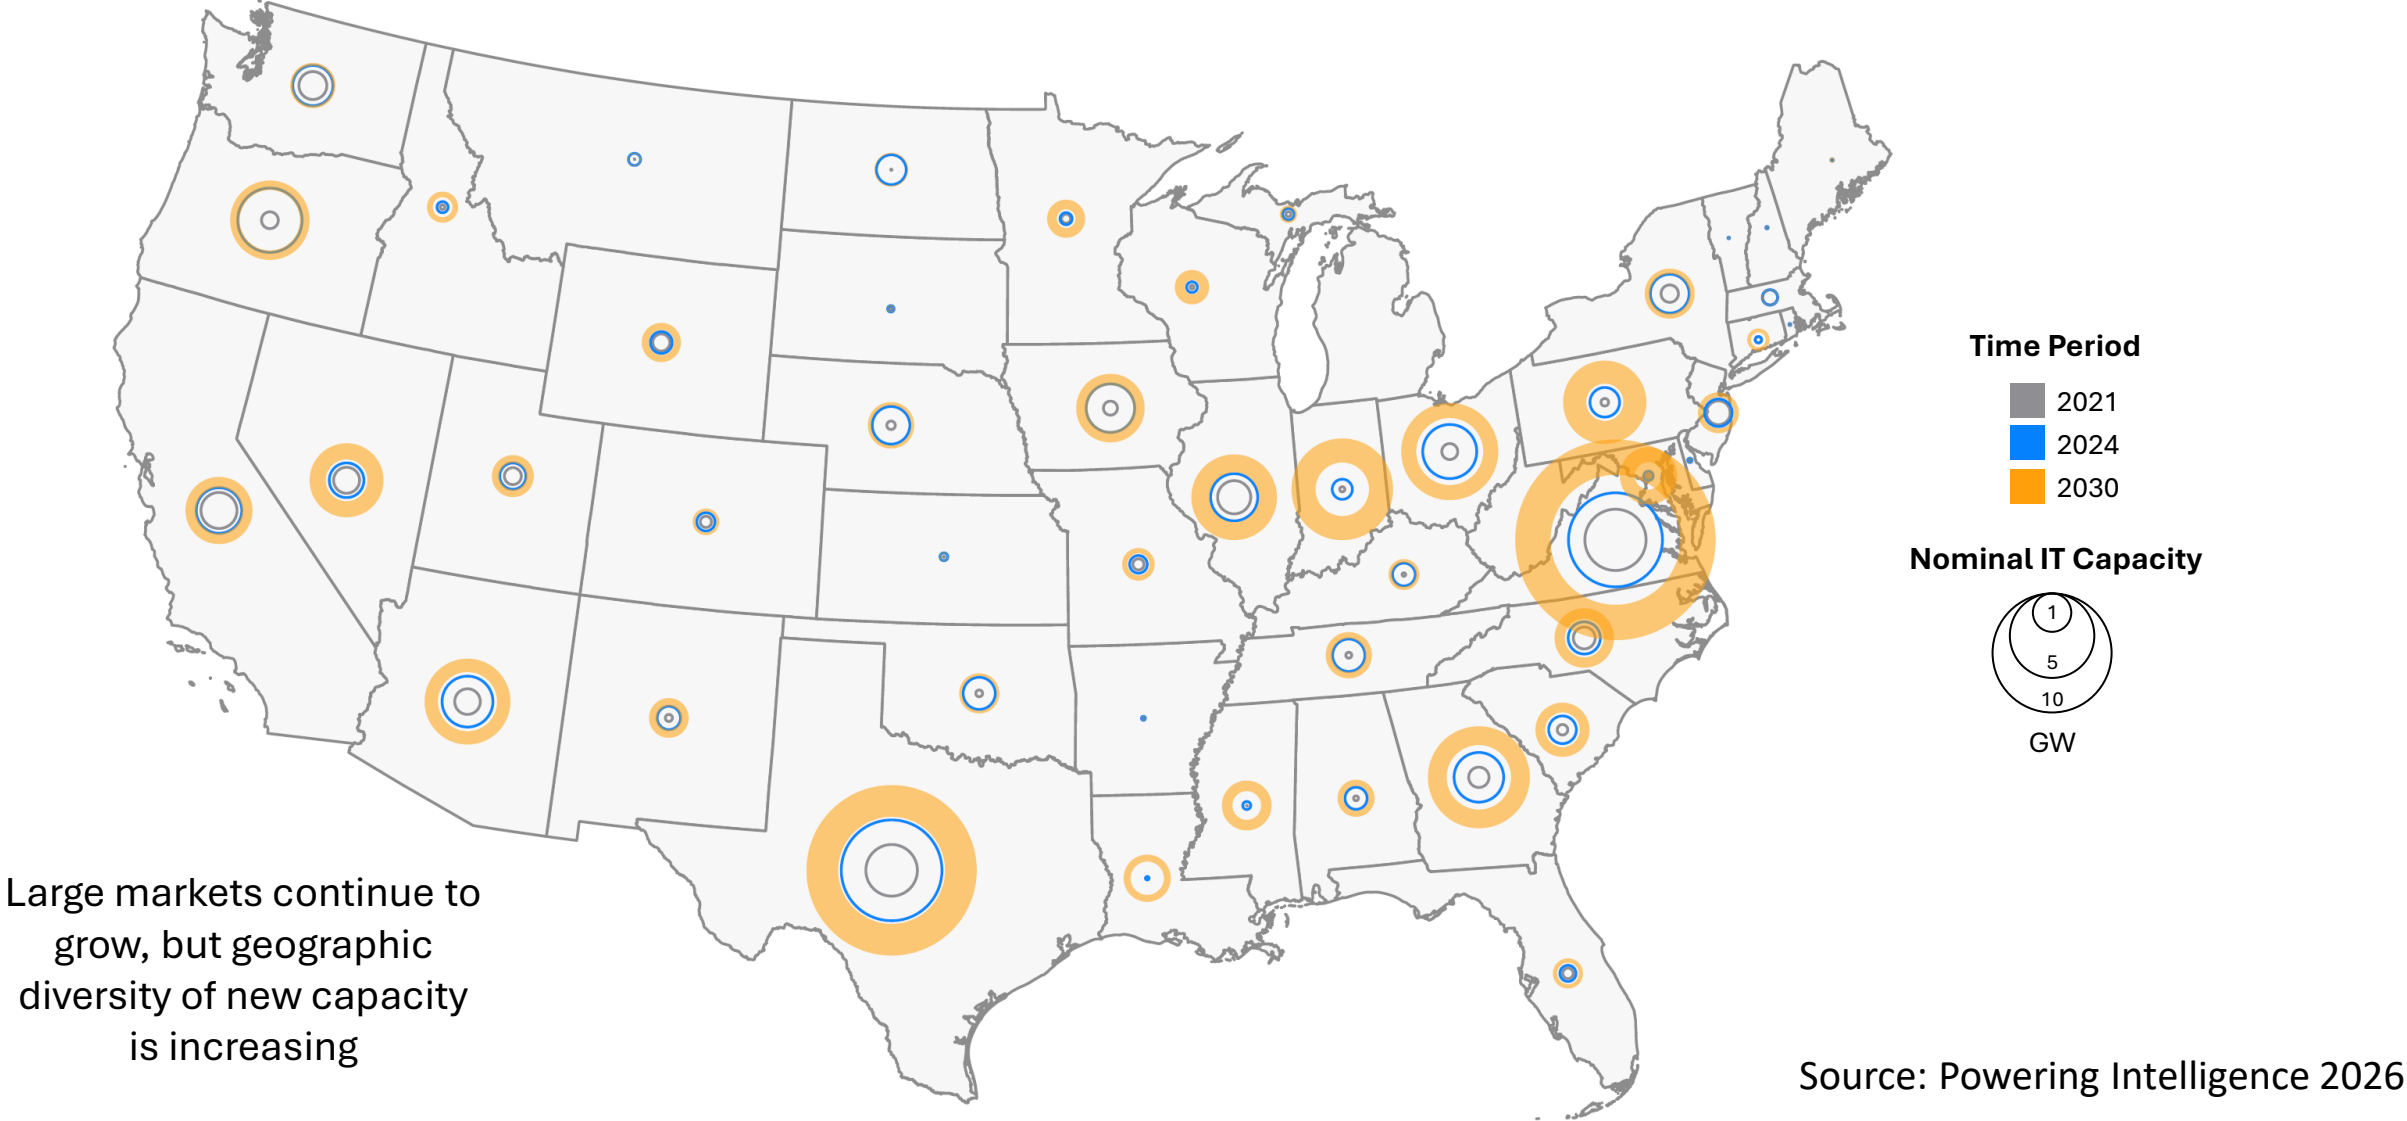 Time Period
2021
2024
2030
Nominal IT Capacity
1
5
10
GW
Large markets continue to
grow, but geographic
diversity of new capacity
is increasing
Source: Powering Intelligence 2026